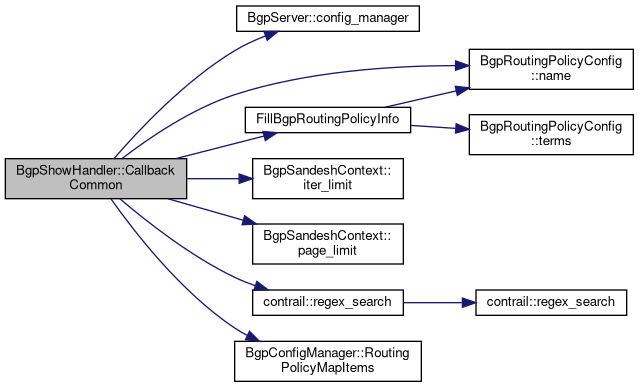 BgpServer::config_manager
BgpRoutingPolicyConfig
::name
FillBgpRoutingPolicyInfo
BgpRoutingPolicyConfig
::terms
BgpShowHandler::Callback
Common
BgpSandeshContext::
iter_limit
BgpSandeshContext::
page_limit
contrail::regex_search
contrail::regex_search
BgpConfigManager::Routing
PolicyMapItems